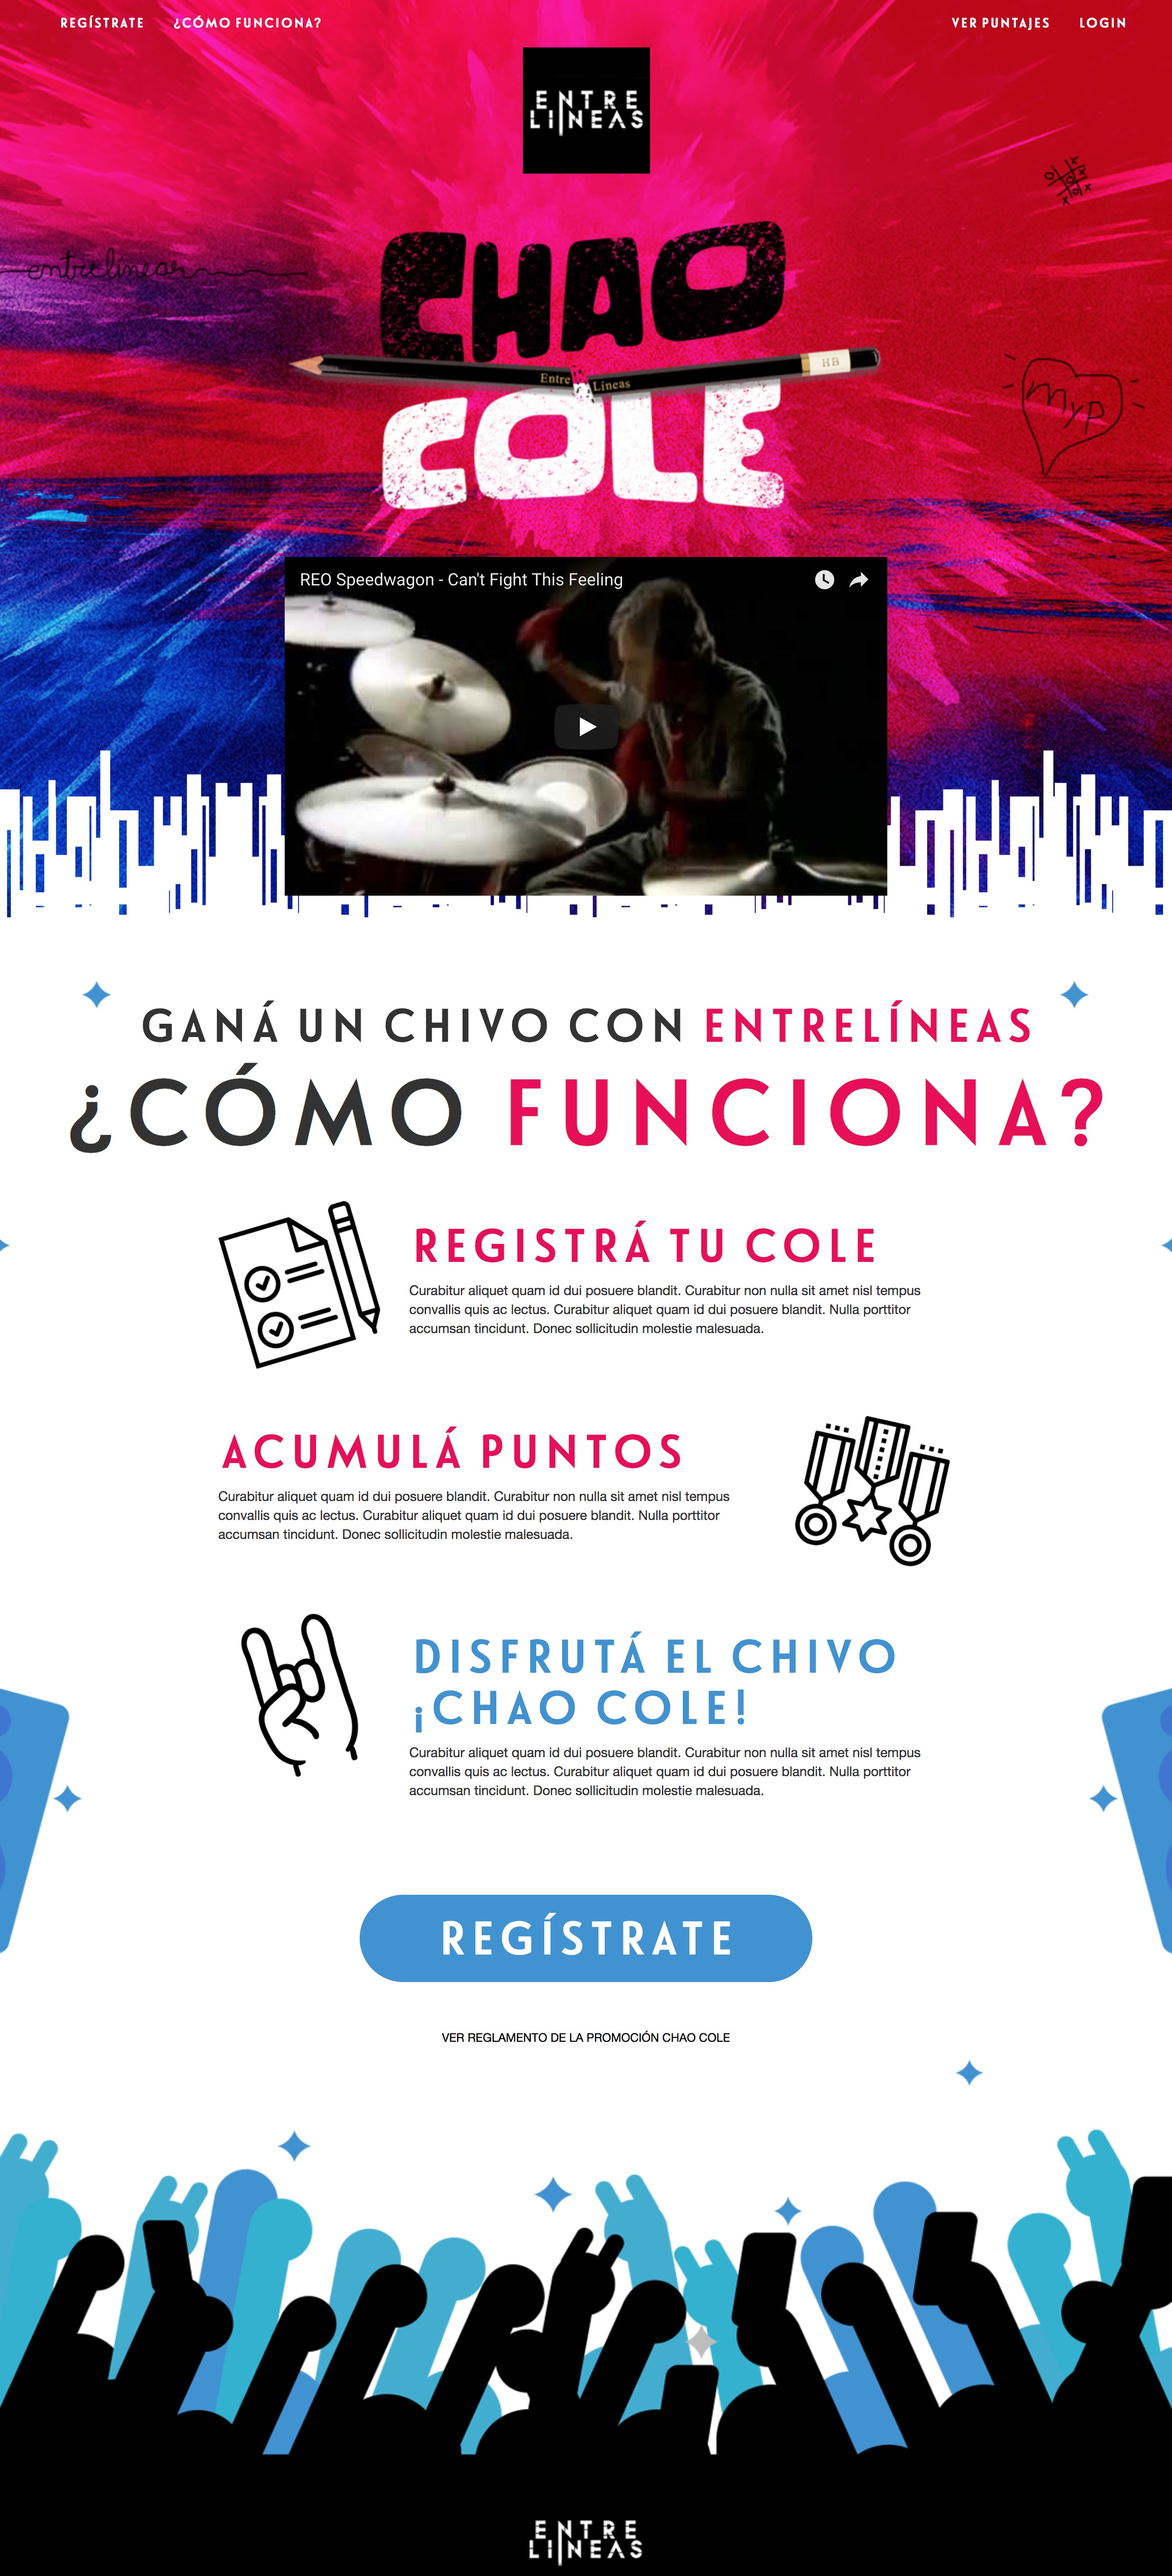 REGÍSTRATE ¿CÓMO FUNCIONA? VER PUNTAJES LOGIN
ENTRE
LINEAS
entrelíneas
CHAO
HB
Entre Líneas
COLE
MYP
REO Speedwagon - Can't Fight This Feeling
GANÁ UN CHIVO CON ENTRELÍNEAS
¿CÓMO FUNCIONA?
REGISTRÁ TU COLE
Curabitur aliquet quam id dui posuere blandit. Curabitur non nulla sit amet nisl tempus
convallis quis ac lectus. Curabitur aliquet quam id dui posuere blandit. Nulla porttitor
accumsan tincidunt. Donec sollicitudin molestie malesuada.
ACUMULÁ PUNTOS
Curabitur aliquet quam id dui posuere blandit. Curabitur non nulla sit amet nisl tempus
convallis quis ac lectus. Curabitur aliquet quam id dui posuere blandit. Nulla porttitor
accumsan tincidunt. Donec sollicitudin molestie malesuada.
DISFRUTÁ EL CHIVO
¡CHAO COLE!
Curabitur aliquet quam id dui posuere blandit. Curabitur non nulla sit amet nisl tempus
convallis quis ac lectus. Curabitur aliquet quam id dui posuere blandit. Nulla porttitor
accumsan tincidunt. Donec sollicitudin molestie malesuada.
REGÍSTRATE
VER REGLAMENTO DE LA PROMOCIÓN CHAO COLE
ENTRE
LINEAS